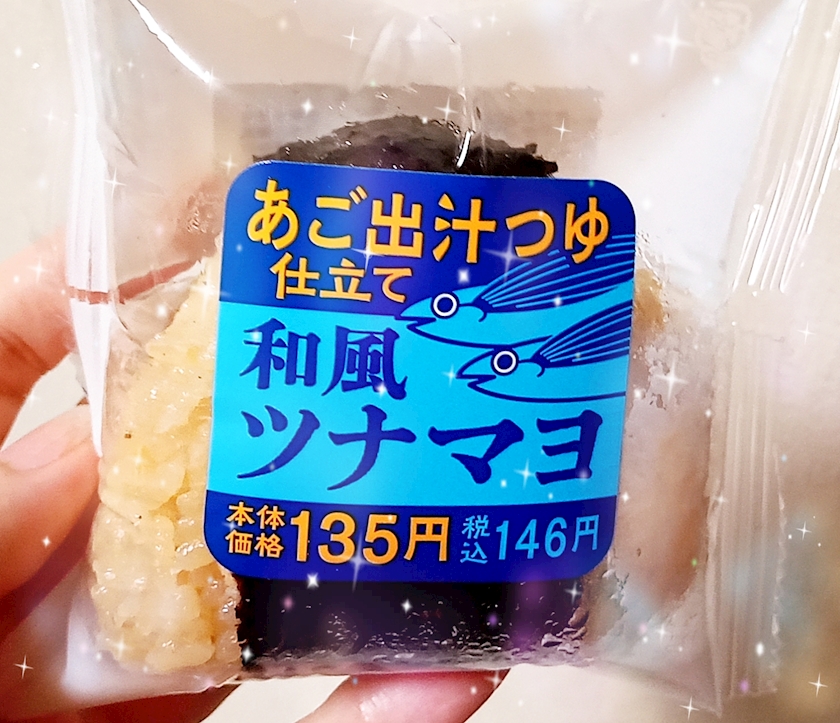 あご出汁つゆ
仕立て
和風
ツナマヨ
本体価格135円 税込146円